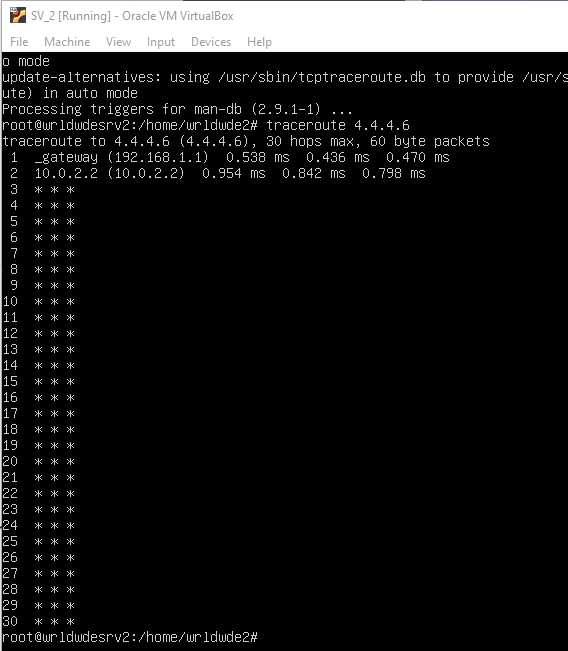 SV_2 [Running] - Oracle VM VirtualBox
File Machine View Input Devices Help
o mode
update-alternatives: using /usr/sbin/tcptraceroute.db to provide /usr/s
ute) in auto mode
Processing triggers for man-db (2.9.1-1) ...
root@wrldwdesrv2:/home/wrldwde2# traceroute 4.4.4.6
traceroute to 4.4.4.6 (4.4.4.6), 30 hops max, 60 byte packets
1 _gateway (192.168.1.1) 0.538 ms 0.436 ms 0.470 ms
2 10.0.2.2 (10.0.2.2) 0.954 ms 0.842 ms 0.798 ms
3 * * *
4 * * *
5 * * *
6 * * *
7 * * *
8 * * *
9 * * *
10 * * *
11 * * *
12 * * *
13 * * *
14 * * *
15 * * *
16 * * *
17 * * *
18 * * *
19 * * *
20 * * *
21 * * *
22 * * *
23 * * *
24 * * *
25 * * *
26 * * *
27 * * *
28 * * *
29 * * *
30 * * *
root@wrldwdesrv2:/home/wrldwde2#